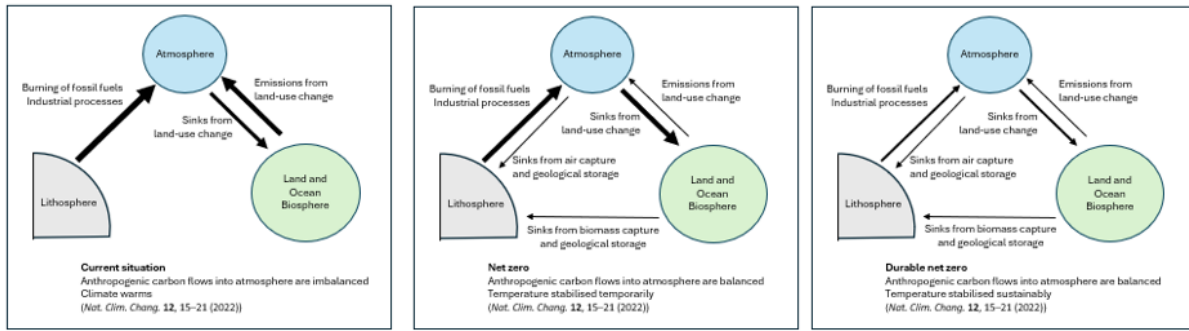 Atmosphere
Burning of fossil fuels
Industrial processes
Emissions from
land-use change
Sinks from
land-use change
Lithosphere
Land and
Ocean
Biosphere
Current situation
Anthropogenic carbon flows into atmosphere are imbalanced
Climate warms
(Nat. Clim. Chang. 12, 15–21 (2022))
Atmosphere
Burning of fossil fuels
Industrial processes
Emissions from
land-use change
Sinks from
land-use change
Sinks from air capture
and geological storage
Lithosphere
Land and
Ocean
Biosphere
Sinks from biomass capture
and geological storage
Net zero
Anthropogenic carbon flows into atmosphere are balanced
Temperature stabilised temporarily
(Nat. Clim. Chang. 12, 15–21 (2022))
Atmosphere
Burning of fossil fuels
Industrial processes
Emissions from
land-use change
Sinks from
land-use change
Sinks from air capture
and geological storage
Lithosphere
Land and
Ocean
Biosphere
Sinks from biomass capture
and geological storage
Durable net zero
Anthropogenic carbon flows into atmosphere are balanced
Temperature stabilised sustainably
(Nat. Clim. Chang. 12, 15–21 (2022))